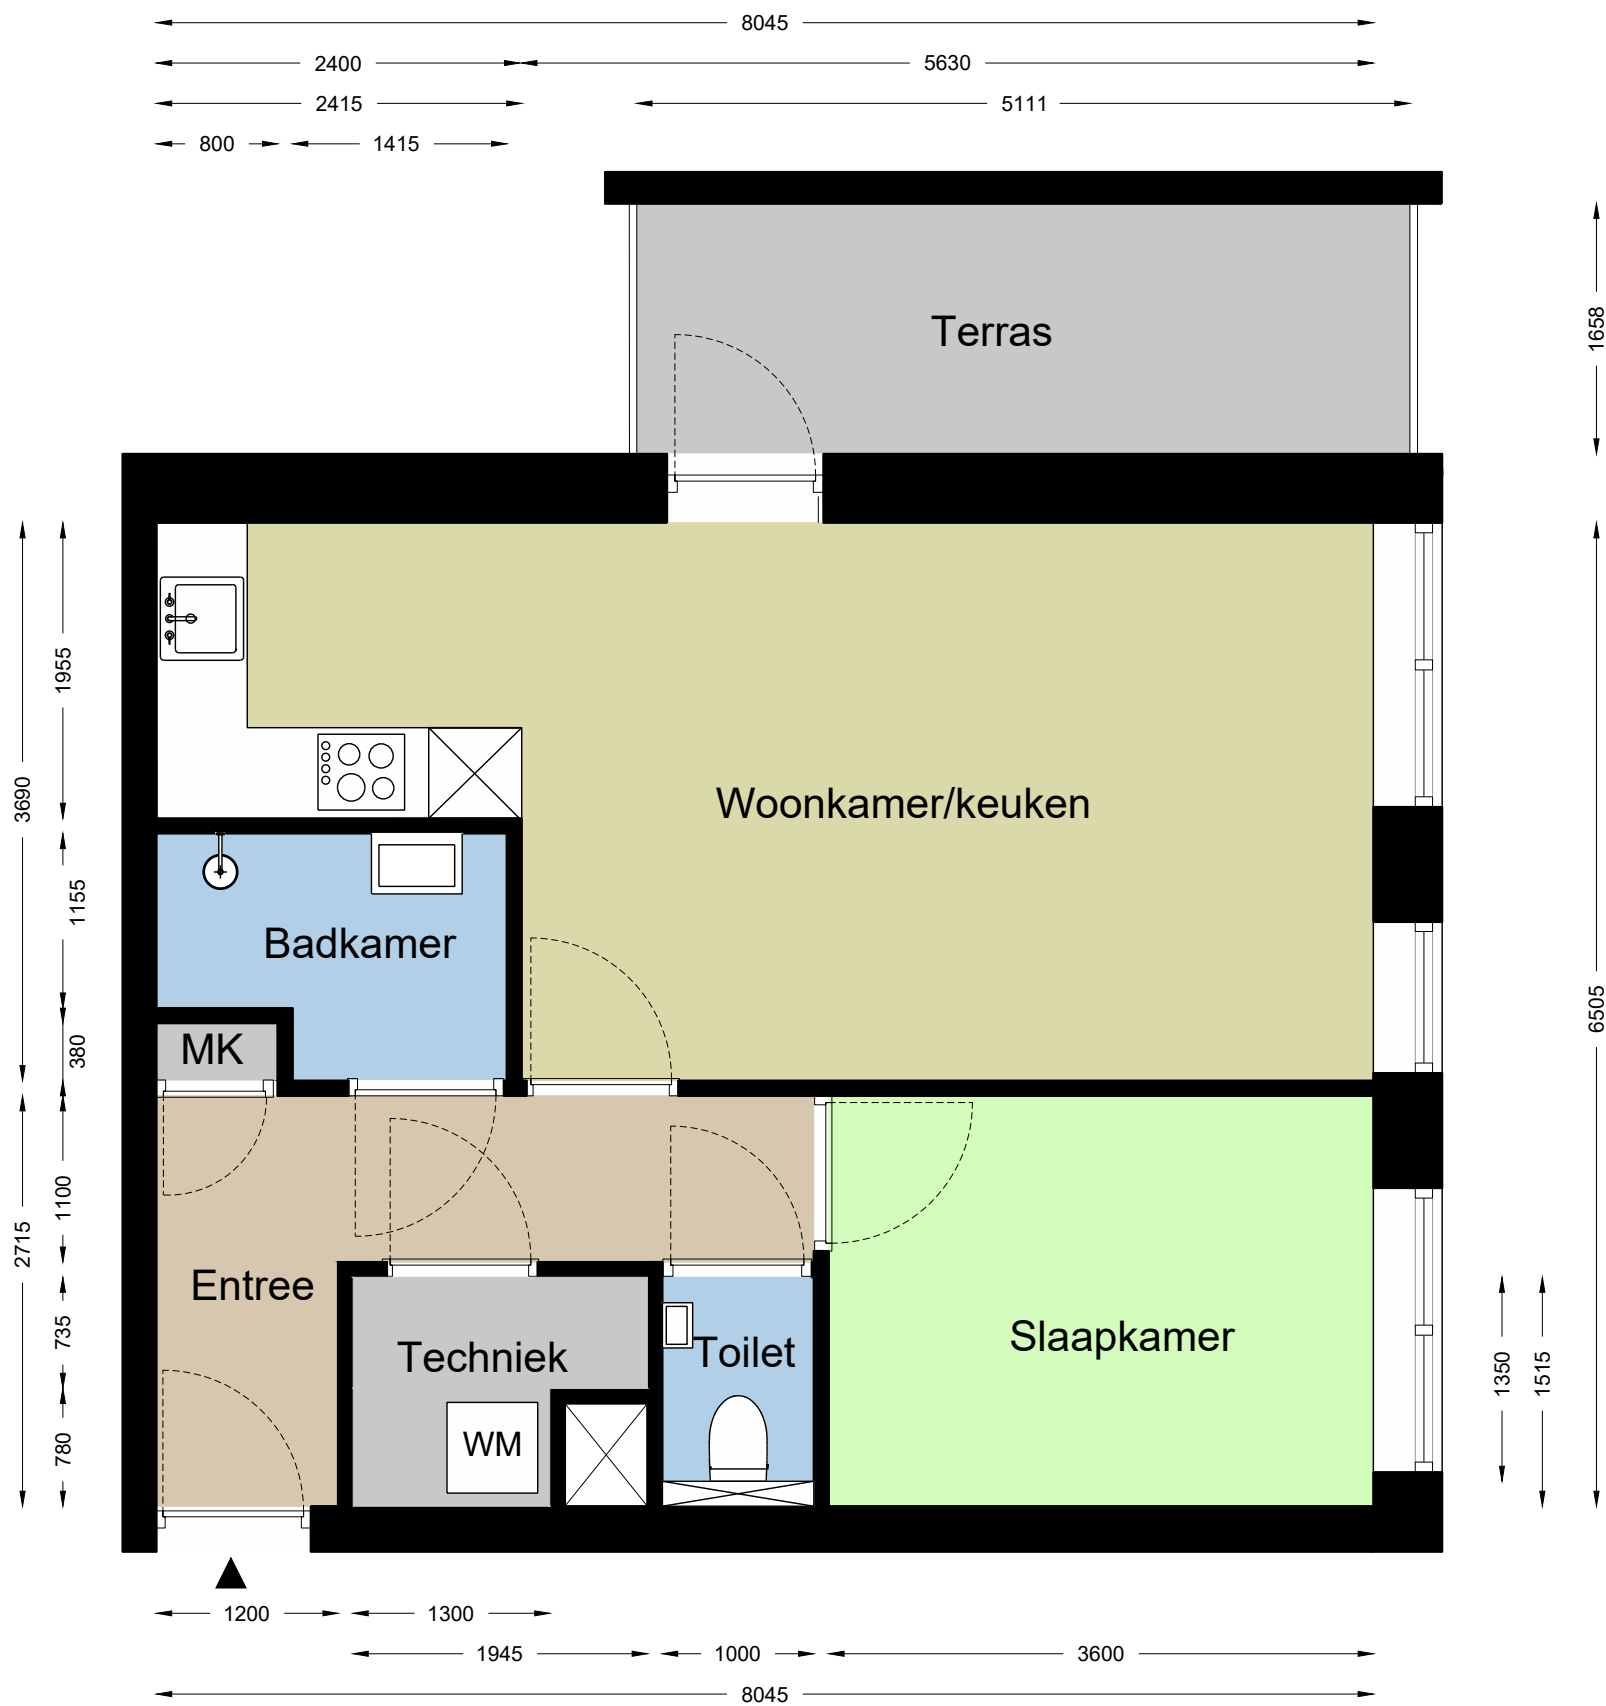 8045
2400 5630
2415 5111
800 1415
Terras
1658
1955
3690
Woonkamer/keuken
1155
Badkamer
6505
380
MK
1100
2715
Entree
735
Techniek
Toilet
Slaapkamer
1350
1515
780
WM
1200 1300
1945 1000 3600
8045